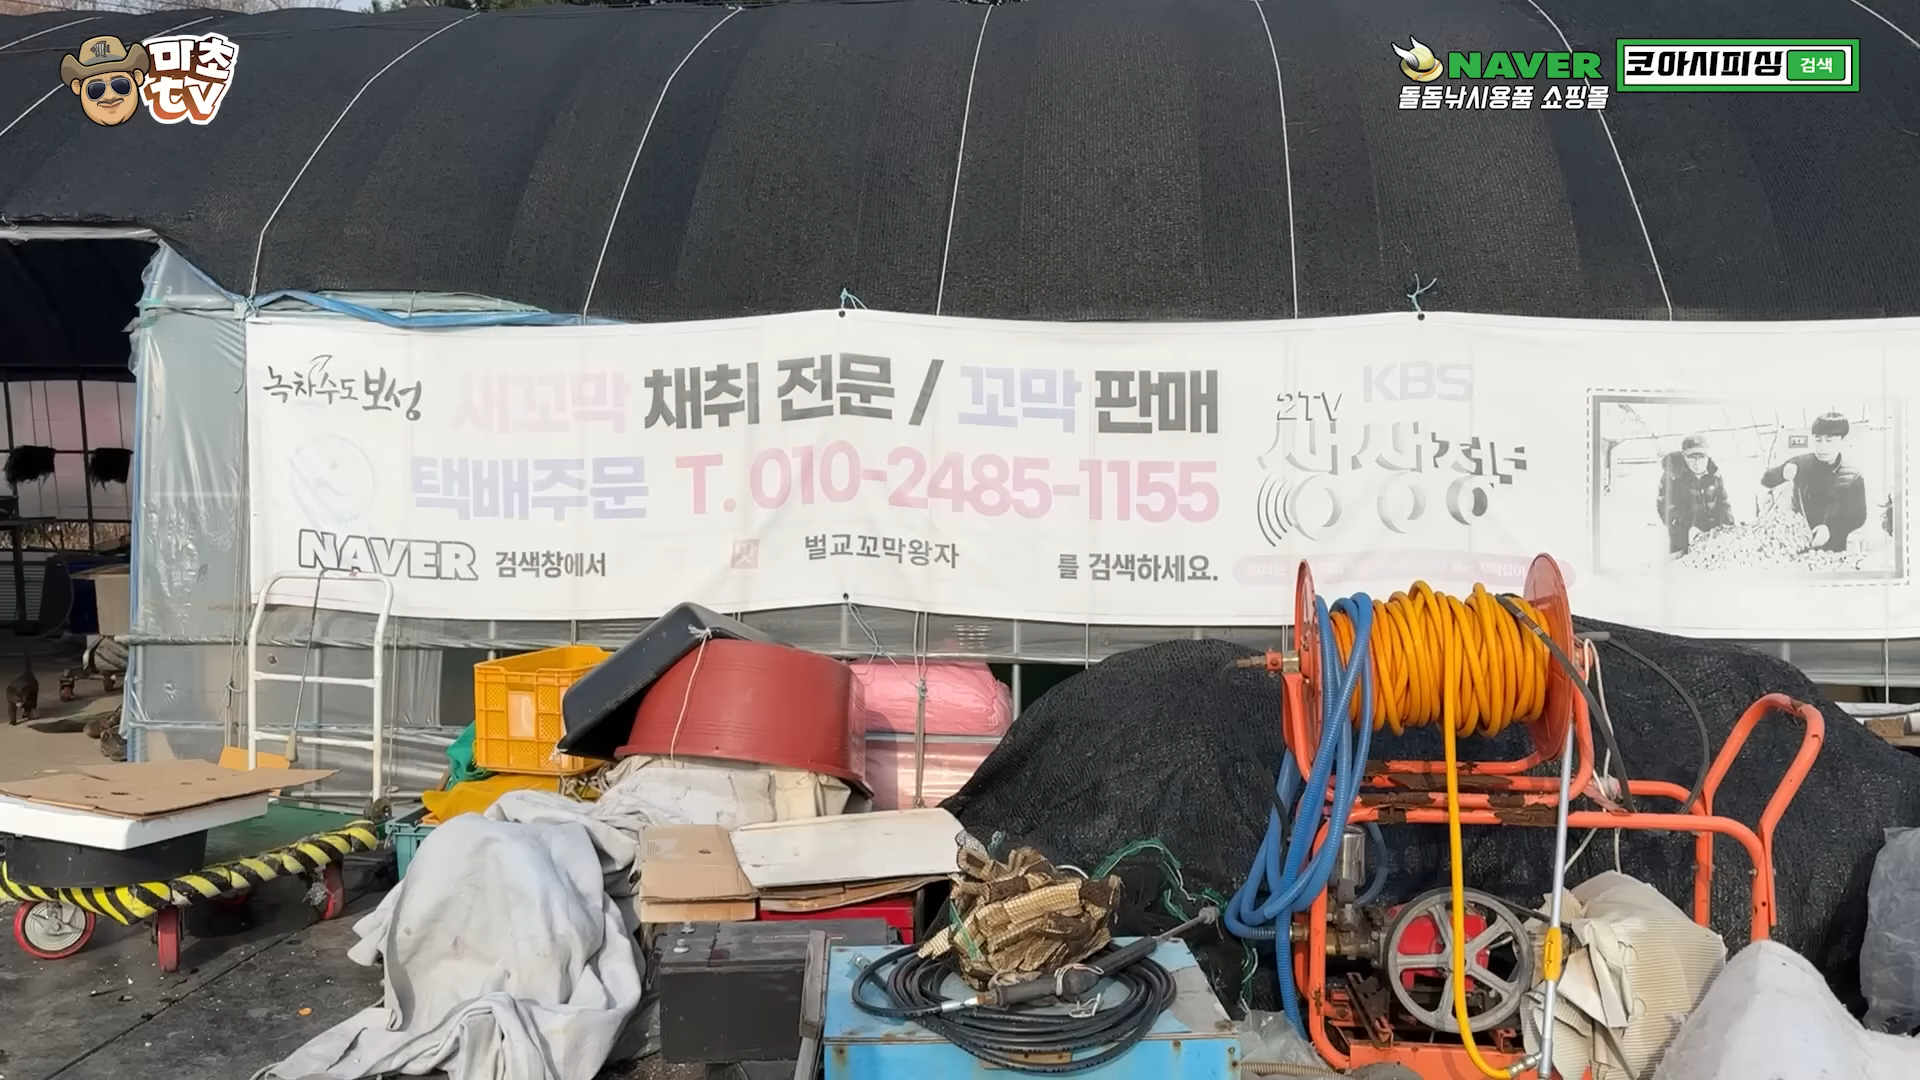 마초
tv
NAVER 코아시피싱 검색
돌돔낚시용품 쇼핑몰
녹차수도 보성
새꼬막 채취 전문 / 꼬막 판매
택배주문 T. 010-2485-1155
NAVER 검색창에서 벌교꼬막왕자 를 검색하세요.
KBS
2TV
생생정보